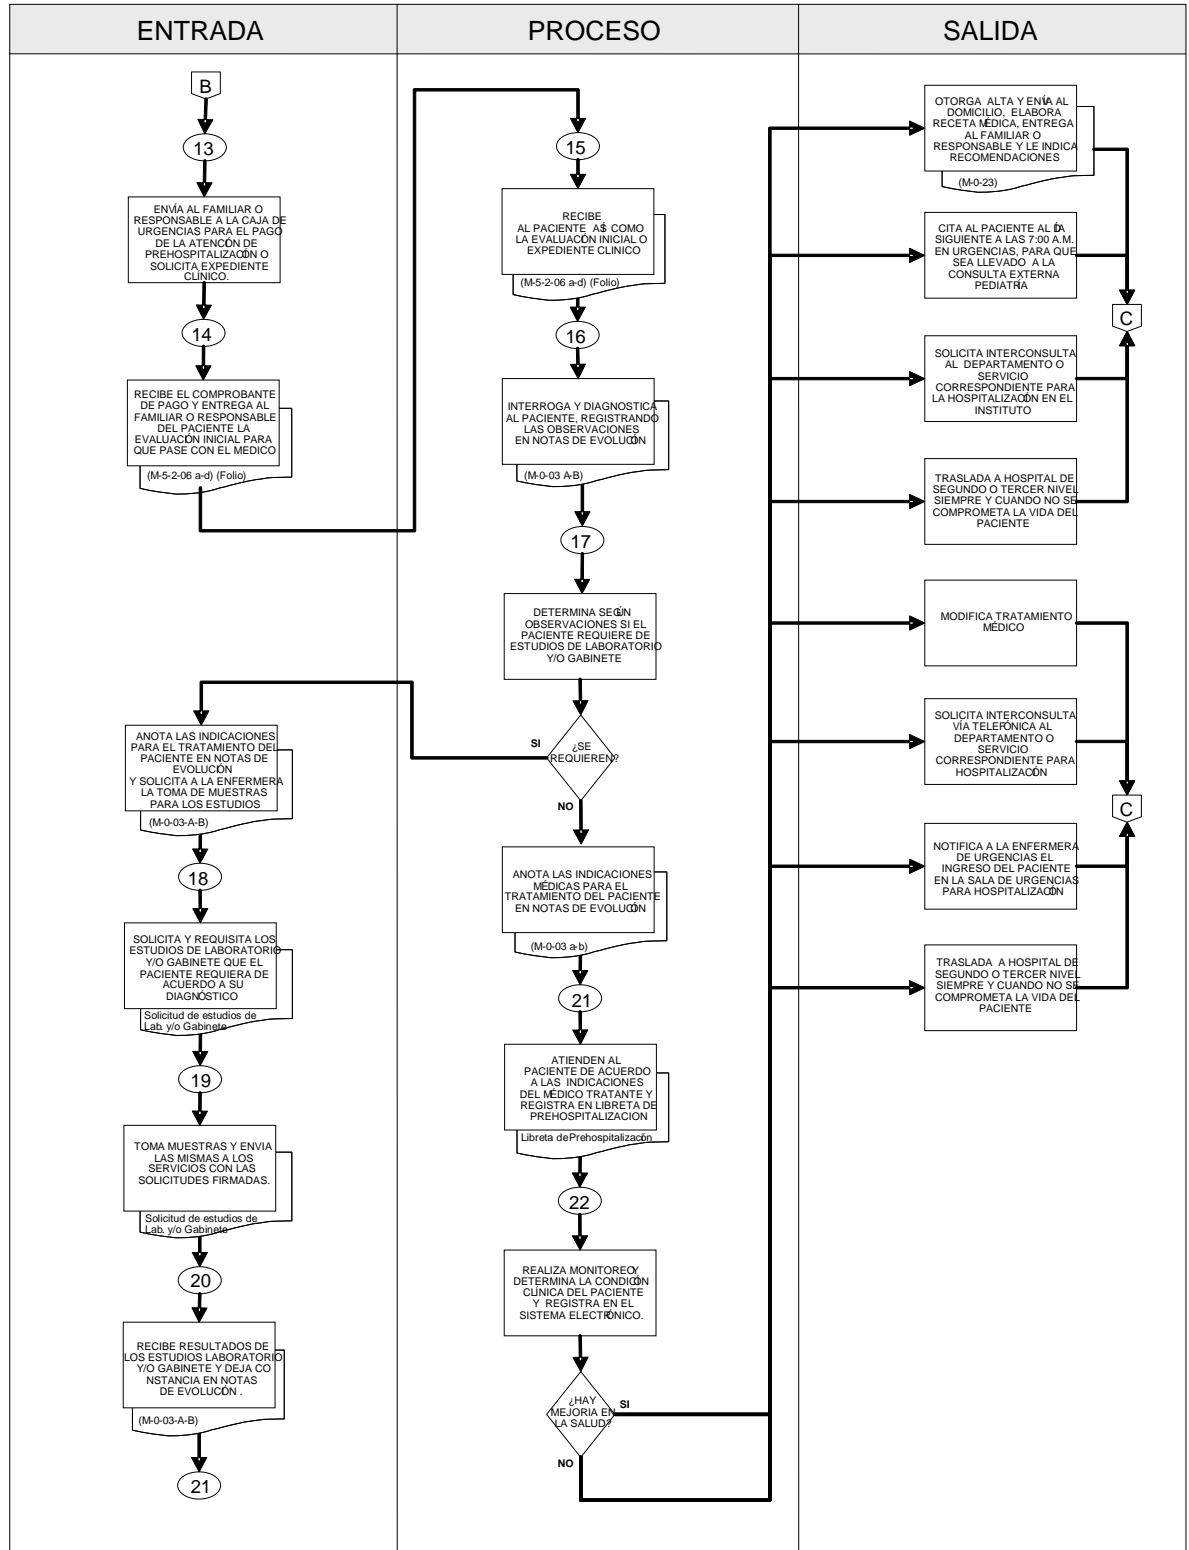 ENTRADA
PROCESO
SALIDA
B
13
ENVÍA AL FAMILIAR O
RESPONSABLE A LA CAJA DE
URGENCIAS PARA EL PAGO
DE LA ATENCIÓN DE
PREHOSPITALIZACIÓN O
SOLICITA EXPEDIENTE
CLÍNICO.
14
RECIBE EL COMPROBANTE
DE PAGO Y ENTREGA AL
FAMILIAR O RESPONSABLE
DEL PACIENTE LA
EVALUACIÓN INICIAL PARA
QUE PASE CON EL MEDICO
(M-5-2-06 a-d) (Folio)
ANOTA LAS INDICACIONES
PARA EL TRATAMIENTO DEL
PACIENTE EN NOTAS DE
EVOLUCIÓN
Y SOLICITA A LA ENFERMERA
LA TOMA DE MUESTRAS
PARA LOS ESTUDIOS
(M-0-03-A-B)
18
SOLICITA Y REQUISITA LOS
ESTUDIOS DE LABORATORIO
Y/O GABINETE QUE EL
PACIENTE REQUIERA DE
ACUERDO A SU
DIAGNÓSTICO
Solicitud de estudios de
Lab. y/o Gabinete
19
TOMA MUESTRAS Y ENVIA
LAS MISMAS A LOS
SERVICIOS CON LAS
SOLICITUDES FIRMADAS.
Solicitud de estudios de
Lab. y/o Gabinete
20
RECIBE RESULTADOS DE
LOS ESTUDIOS LABORATORIO
Y/O GABINETE Y DEJA CO
NSTANCIA EN NOTAS
DE EVOLUCIÓN .
(M-0-03-A-B)
21
15
RECIBE
AL PACIENTE ASÍ COMO
LA EVALUACIÓN INICIAL O
EXPEDIENTE CLINICO
(M-5-2-06 a-d) (Folio)
16
INTERROGA Y DIAGNOSTICA
AL PACIENTE, REGISTRANDO
LAS OBSERVACIONES
EN NOTAS DE EVOLUCIÓN
(M-0-03 A-B)
17
DETERMINA SEGÚN
OBSERVACIONES SI EL
PACIENTE REQUIERE DE
ESTUDIOS DE LABORATORIO
Y/O GABINETE
SI
¿SE
REQUIEREN?
NO
ANOTA LAS INDICACIONES
MÉDICAS PARA EL
TRATAMIENTO DEL PACIENTE
EN NOTAS DE EVOLUCIÓN
(M-0-03 a-b)
21
ATIENDEN AL
PACIENTE DE ACUERDO
A LAS INDICACIONES
DEL MÉDICO TRATANTE Y
REGISTRA EN LIBRETA DE
PREHOSPITALIZACION
Libreta de Prehospitalización
22
REALIZA MONITOREO Y
DETERMINA LA CONDICIÓN
CLÍNICA DEL PACIENTE
Y REGISTRA EN EL
SISTEMA ELECTRÓNICO.
¿HAY
MEJORIA EN
LA SALUD?
SI
NO
OTORGA ALTA Y ENVÍA AL
DOMICILIO, ELABORA
RECETA MÉDICA, ENTREGA
AL FAMILIAR O
RESPONSABLE Y LE INDICA
RECOMENDACIONES
(M-0-23)
CITA AL PACIENTE AL DÍA
SIGUIENTE A LAS 7:00 A.M.
EN URGENCIAS, PARA QUE
SEA LLEVADO A LA
CONSULTA EXTERNA
PEDIATRÍA
C
SOLICITA INTERCONSULTA
AL DEPARTAMENTO O
SERVICIO
CORRESPONDIENTE PARA
LA HOSPITALIZACIÓN EN EL
INSTITUTO
TRASLADA A HOSPITAL DE
SEGUNDO O TERCER NIVEL
SIEMPRE Y CUANDO NO SE
COMPROMETA LA VIDA DEL
PACIENTE
MODIFICA TRATAMIENTO
MÉDICO
SOLICITA INTERCONSULTA
VÍA TELEFÓNICA AL
DEPARTAMENTO O
SERVICIO
CORRESPONDIENTE PARA
HOSPITALIZACIÓN
C
NOTIFICA A LA ENFERMERA
DE URGENCIAS EL
INGRESO DEL PACIENTE
EN LA SALA DE URGENCIAS
PARA HOSPITALIZACIÓN
TRASLADA A HOSPITAL DE
SEGUNDO O TERCER NIVEL
SIEMPRE Y CUANDO NO SE
COMPROMETA LA VIDA DEL
PACIENTE